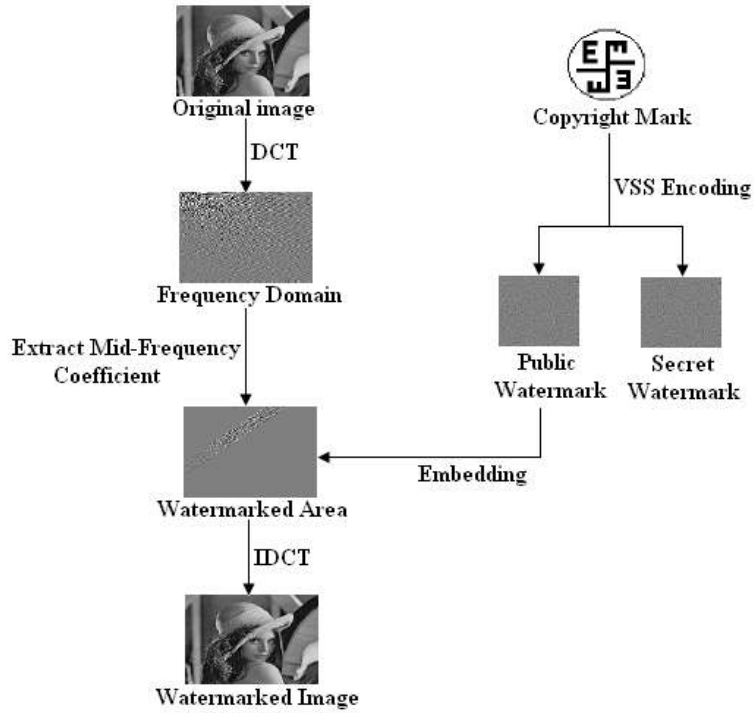 Original image
Copyright Mark
DCT
VSS Encoding
Frequency Domain
Extract Mid-Frequency
Coefficient
Public
Watermark
Secret
Watermark
Embedding
Watermarked Area
IDCT
Watermarked Image